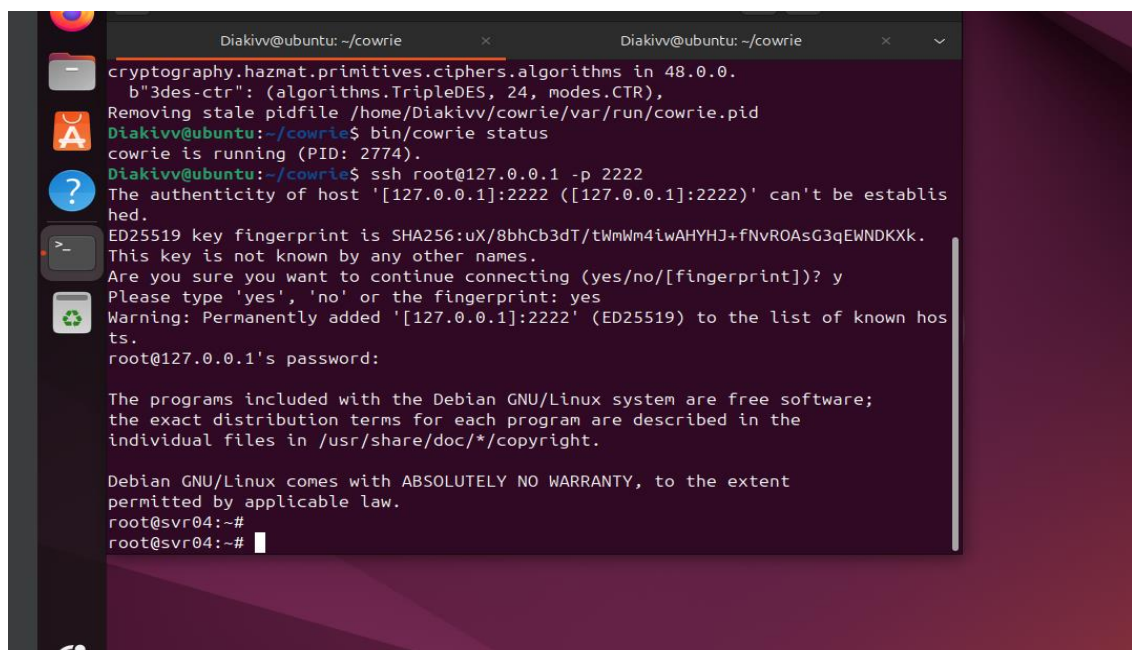 Diakivv@ubuntu: ~/cowrie
Diakivv@ubuntu: ~/cowrie
cryptography.hazmat.primitives.ciphers.algorithms in 48.0.0.
b"3des-ctr": (algorithms.TripleDES, 24, modes.CTR),
Removing stale pidfile /home/Diakivv/cowrie/var/run/cowrie.pid
Diakivv@ubuntu:~/cowrie$ bin/cowrie status
cowrie is running (PID: 2774).
Diakivv@ubuntu:~/cowrie$ ssh root@127.0.0.1 -p 2222
The authenticity of host '[127.0.0.1]:2222 ([127.0.0.1]:2222)' can't be establis
hed.
ED25519 key fingerprint is SHA256:uX/8bhCb3dT/tWmWm4iwAHYHJ+fNvROAsG3qEWNDKXk.
This key is not known by any other names.
Are you sure you want to continue connecting (yes/no/[fingerprint])? y
Please type 'yes', 'no' or the fingerprint: yes
Warning: Permanently added '[127.0.0.1]:2222' (ED25519) to the list of known hos
ts.
root@127.0.0.1's password:
The programs included with the Debian GNU/Linux system are free software;
the exact distribution terms for each program are described in the
individual files in /usr/share/doc/*/copyright.
Debian GNU/Linux comes with ABSOLUTELY NO WARRANTY, to the extent
permitted by applicable law.
root@svr04:~#
root@svr04:~#